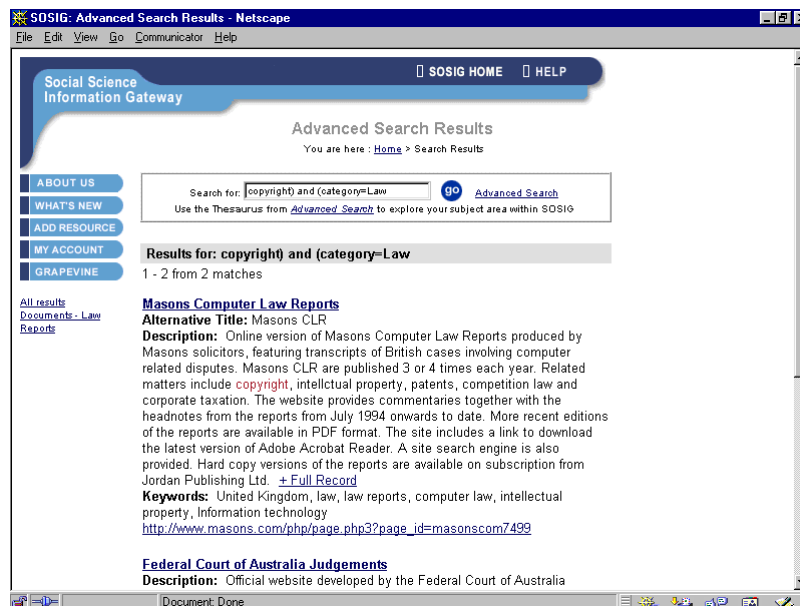 SOSIG: Advanced Search Results - Netscape
File Edit View Go Communicator Help
Social Science
Information Gateway
SOSIG HOME HELP
Advanced Search Results
You are here : Home > Search Results
ABOUT US
WHAT'S NEW
ADD RESOURCE
MY ACCOUNT
GRAPEVINE
All results
Documents - Law
Reports
Search for: copyright) and (category=Law go Advanced Search
Use the Thesaurus from Advanced Search to explore your subject area within SOSIG
Results for: copyright) and (category=Law
1 - 2 from 2 matches
Masons Computer Law Reports
Alternative Title: Masons CLR
Description: Online version of Masons Computer Law Reports produced by
Masons solicitors, featuring transcripts of British cases involving computer
related disputes. Masons CLR are published 3 or 4 times each year. Related
matters include copyright, intellctual property, patents, competition law and
corporate taxation. The website provides commentaries together with the
headnotes from the reports from July 1994 onwards to date. More recent editions
of the reports are available in PDF format. The site includes a link to download
the latest version of Adobe Acrobat Reader. A site search engine is also
provided. Hard copy versions of the reports are available on subscription from
Jordan Publishing Ltd. + Full Record
Keywords: United Kingdom, law, law reports, computer law, intellectual
property, Information technology
http://www.masons.com/php/page.php3?page_id=masonscom7499
Federal Court of Australia Judgements
Description: Official website developed by the Federal Court of Australia
Document: Done